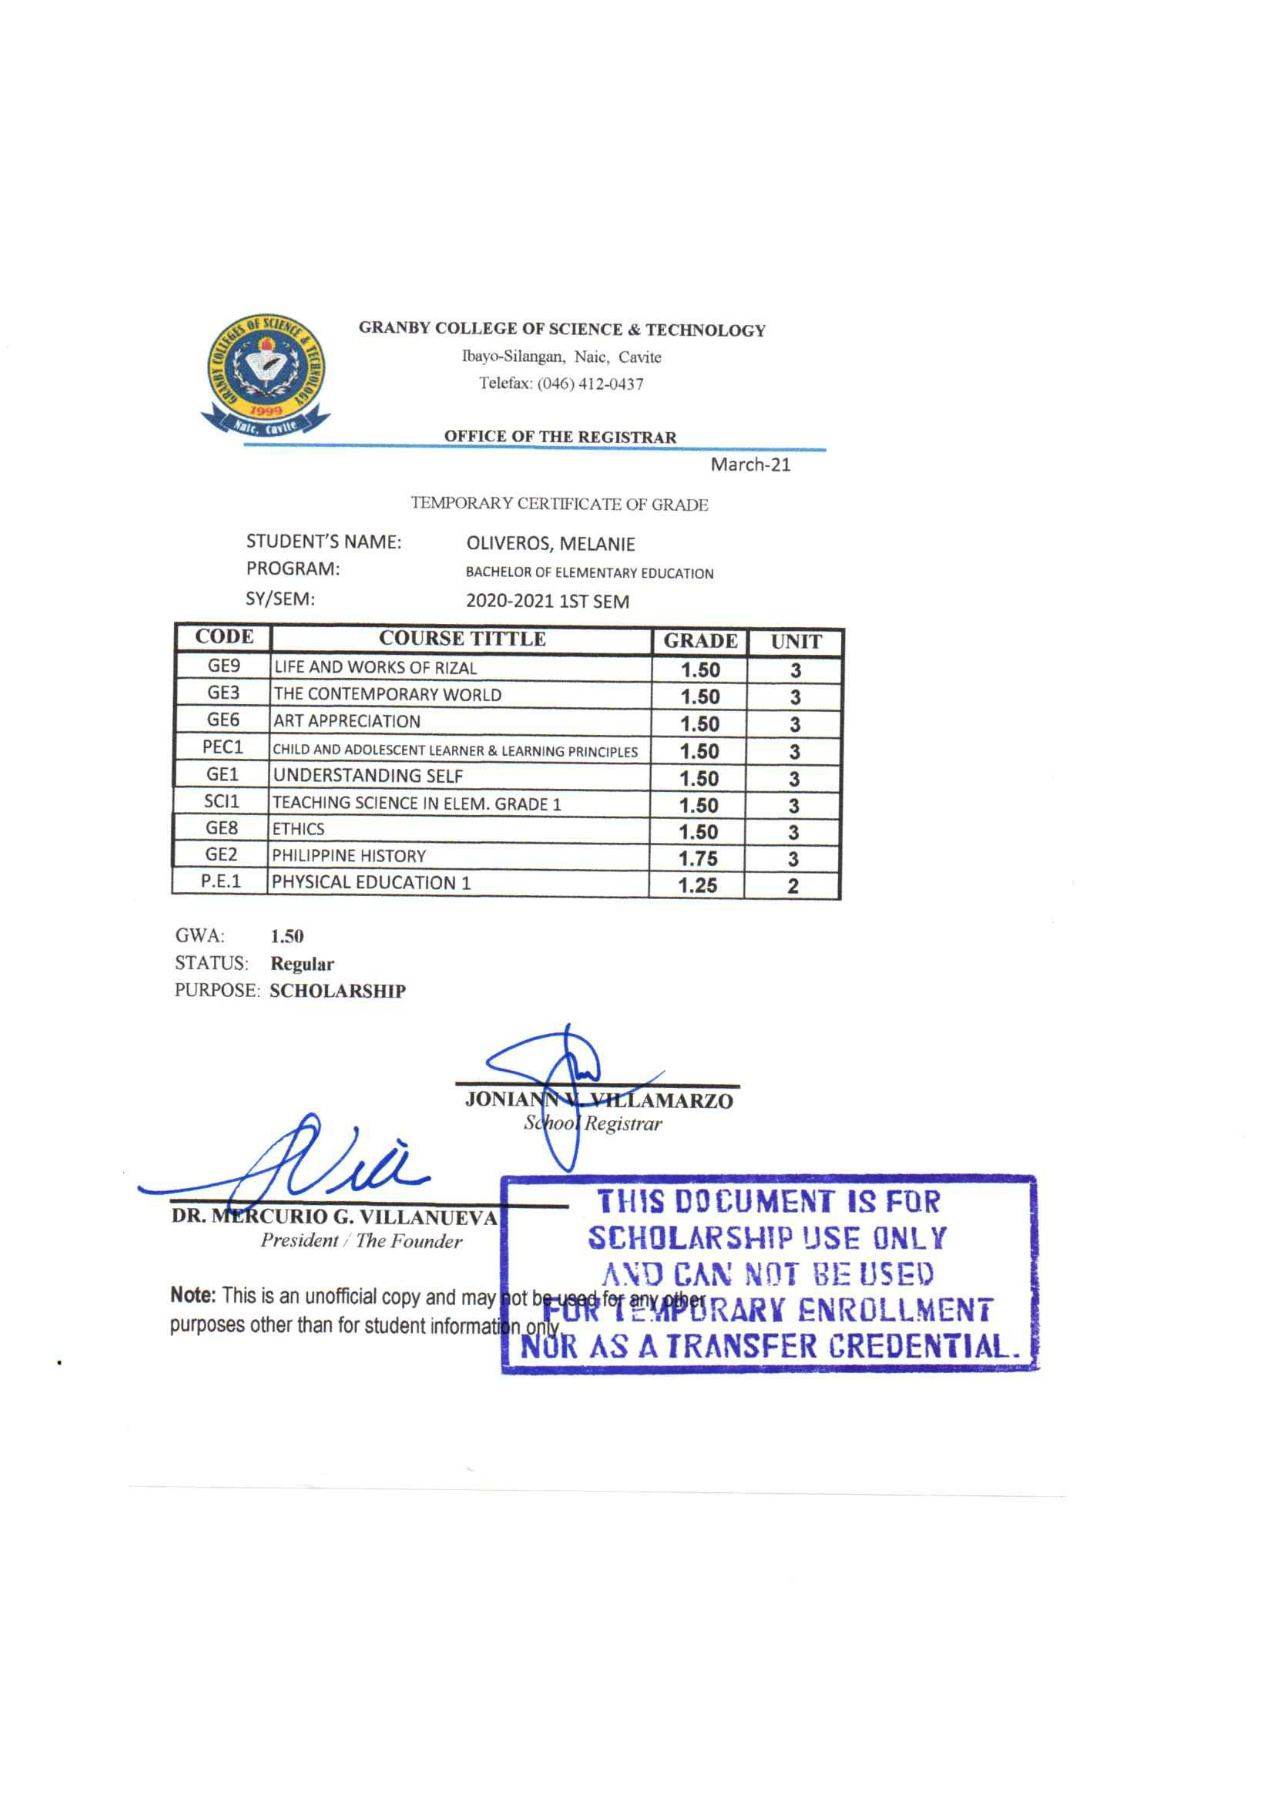 GRANBY COLLEGES OF SCIENCE & TECHNOLOGY
1999
Naic, Cavite
GRANBY COLLEGE OF SCIENCE & TECHNOLOGY
Ibayo-Silangan, Naic, Cavite
Telefax: (046) 412-0437
OFFICE OF THE REGISTRAR
March-21
TEMPORARY CERTIFICATE OF GRADE
STUDENT'S NAME: OLIVEROS, MELANIE
PROGRAM: BACHELOR OF ELEMENTARY EDUCATION
SY/SEM: 2020-2021 1ST SEM
CODE COURSE TITTLE GRADE UNIT
GE9 LIFE AND WORKS OF RIZAL 1.50 3
GE3 THE CONTEMPORARY WORLD 1.50 3
GE6 ART APPRECIATION 1.50 3
PEC1 CHILD AND ADOLESCENT LEARNER & LEARNING PRINCIPLES 1.50 3
GE1 UNDERSTANDING SELF 1.50 3
SCI1 TEACHING SCIENCE IN ELEM. GRADE 1 1.50 3
GE8 ETHICS 1.50 3
GE2 PHILIPPINE HISTORY 1.75 3
P.E.1 PHYSICAL EDUCATION 1 1.25 2
GWA: 1.50
STATUS: Regular
PURPOSE: SCHOLARSHIP
JONIANN V. VILLAMARZO
School Registrar
DR. MERCURIO G. VILLANUEVA
President / The Founder
Note: This is an unofficial copy and may not be used for any other
purposes other than for student information only.
THIS DOCUMENT IS FOR
SCHOLARSHIP USE ONLY
AND CAN NOT BE USED
FOR TEMPORARY ENROLLMENT
NOR AS A TRANSFER CREDENTIAL.